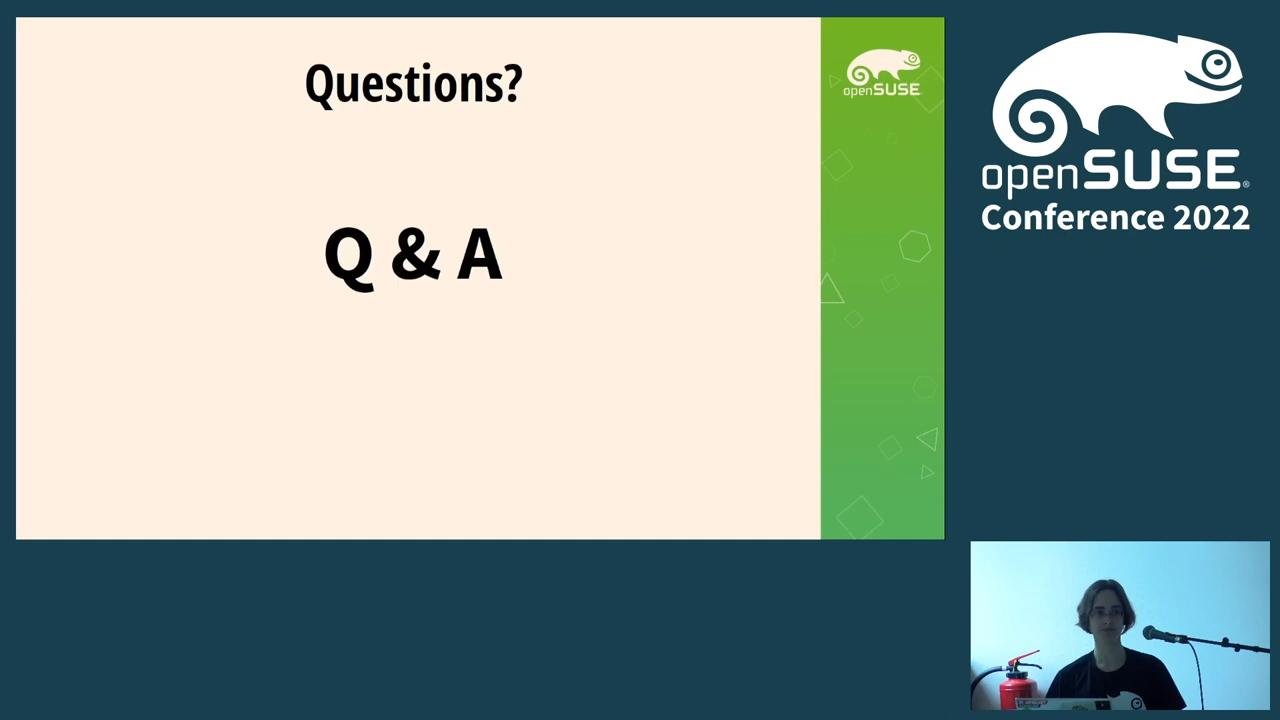 Questions?
Q & A
openSUSE
openSUSE®
Conference 2022